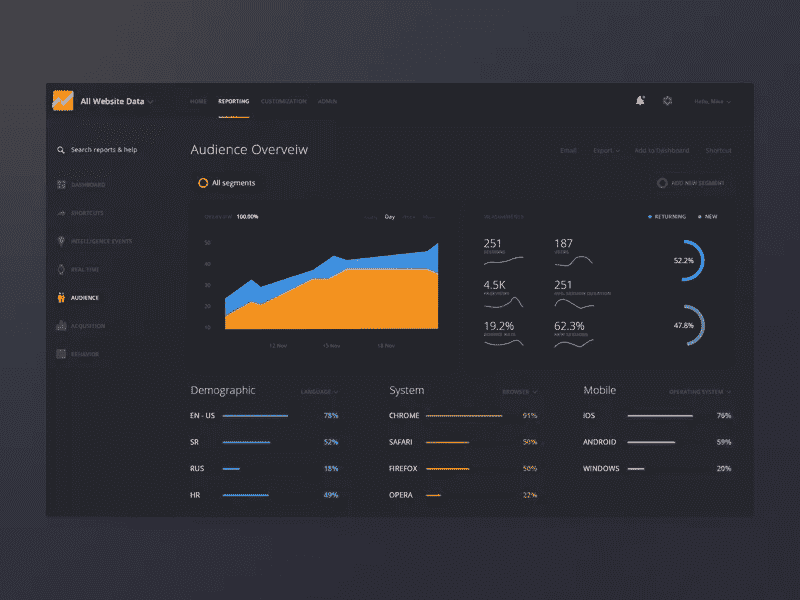 All Website Data
HOME REPORTING CUSTOMIZATION ADMIN
Hello, Mike
Search reports & help
Audience Overveiw
Email Export Add to Dashboard Shortcut
DASHBOARD
SHORTCUTS
INTELLIGENCE EVENTS
REAL TIME
AUDIENCE
ACQUISITION
BEHAVIOR
All segments
ADD NEW SEGMENT
100.00%
Day
RETURNING NEW
50
40
30
20
10
12 Nov 15 Nov 18 Nov
251
SESSIONS
187
USERS
4.5K
PAGEVIEWS
251
AVG. SESSION DURATION
19.2%
BOUNCE RATE
62.3%
NEW SESSIONS
52.2%
47.8%
Demographic LANGUAGE
EN - US 78%
SR 52%
RUS 18%
HR 49%
System BROWSER
CHROME 91%
SAFARI 50%
FIREFOX 50%
OPERA 22%
Mobile OPERATING SYSTEM
IOS 76%
ANDROID 59%
WINDOWS 20%